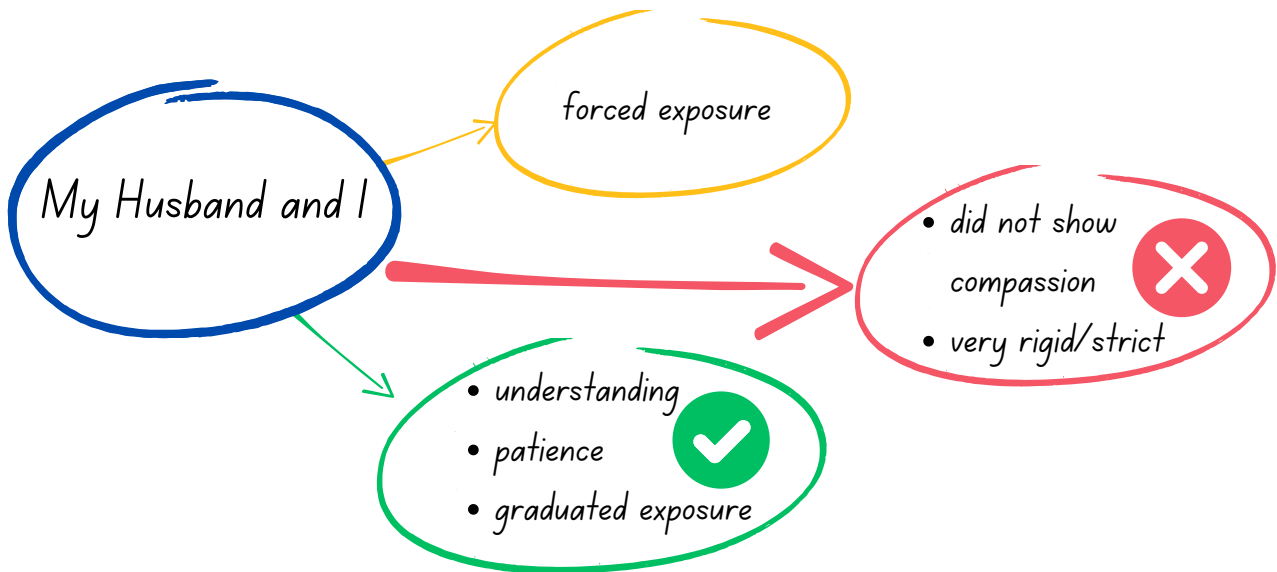 forced exposure
My Husband and I
• did not show
compassion
• very rigid/strict
• understanding
• patience
• graduated exposure